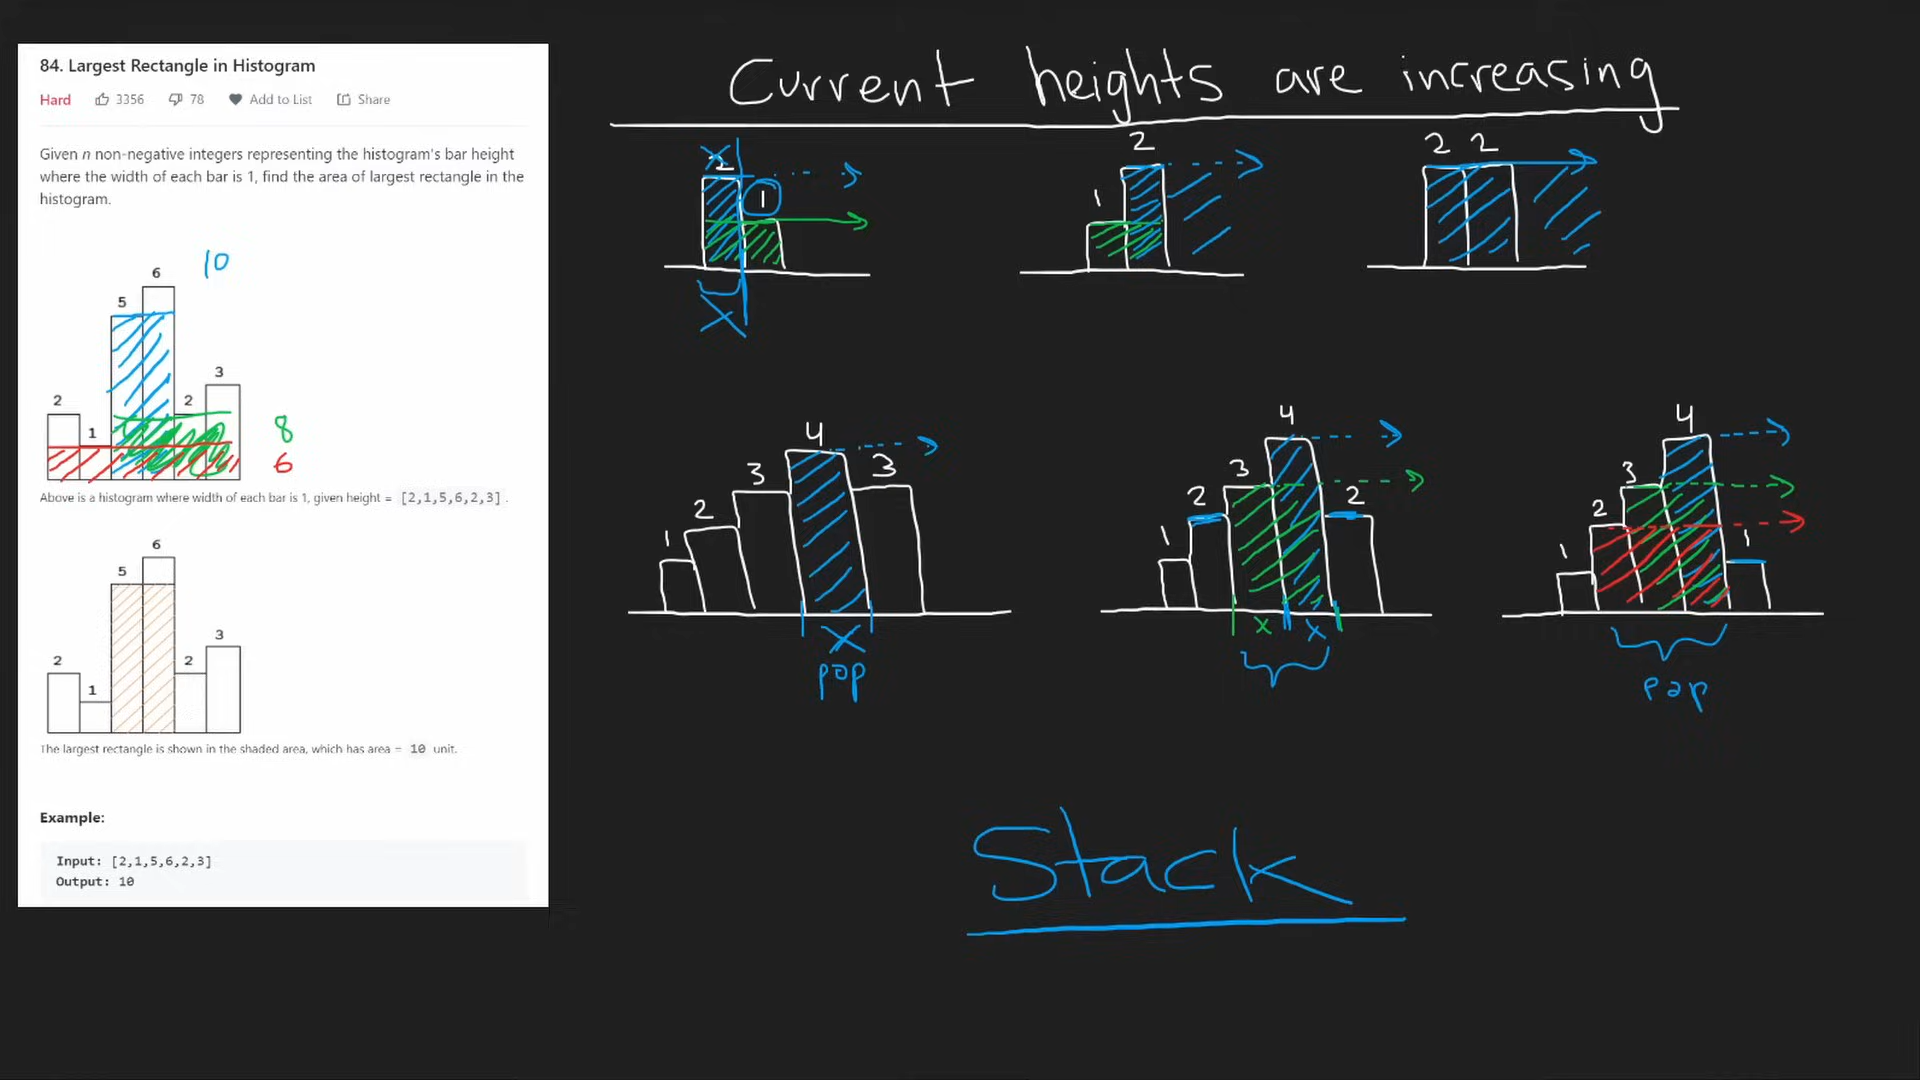 84. Largest Rectangle in Histogram
Hard 3356 78 Add to List Share
Given n non-negative integers representing the histogram's bar height
where the width of each bar is 1, find the area of largest rectangle in the
histogram.
10
6
5
3
2
2
1
8
6
Above is a histogram where width of each bar is 1, given height = [2,1,5,6,2,3] .
6
5
3
2
2
1
The largest rectangle is shown in the shaded area, which has area = 10 unit.
Example:
Input: [2,1,5,6,2,3]
Output: 10
Current heights are increasing
X 2
1
X
2
1
2 2
4
3 3
2
1
X
pop
4
3
2 2
1
x x
4
3
2
1 1
pop
Stack